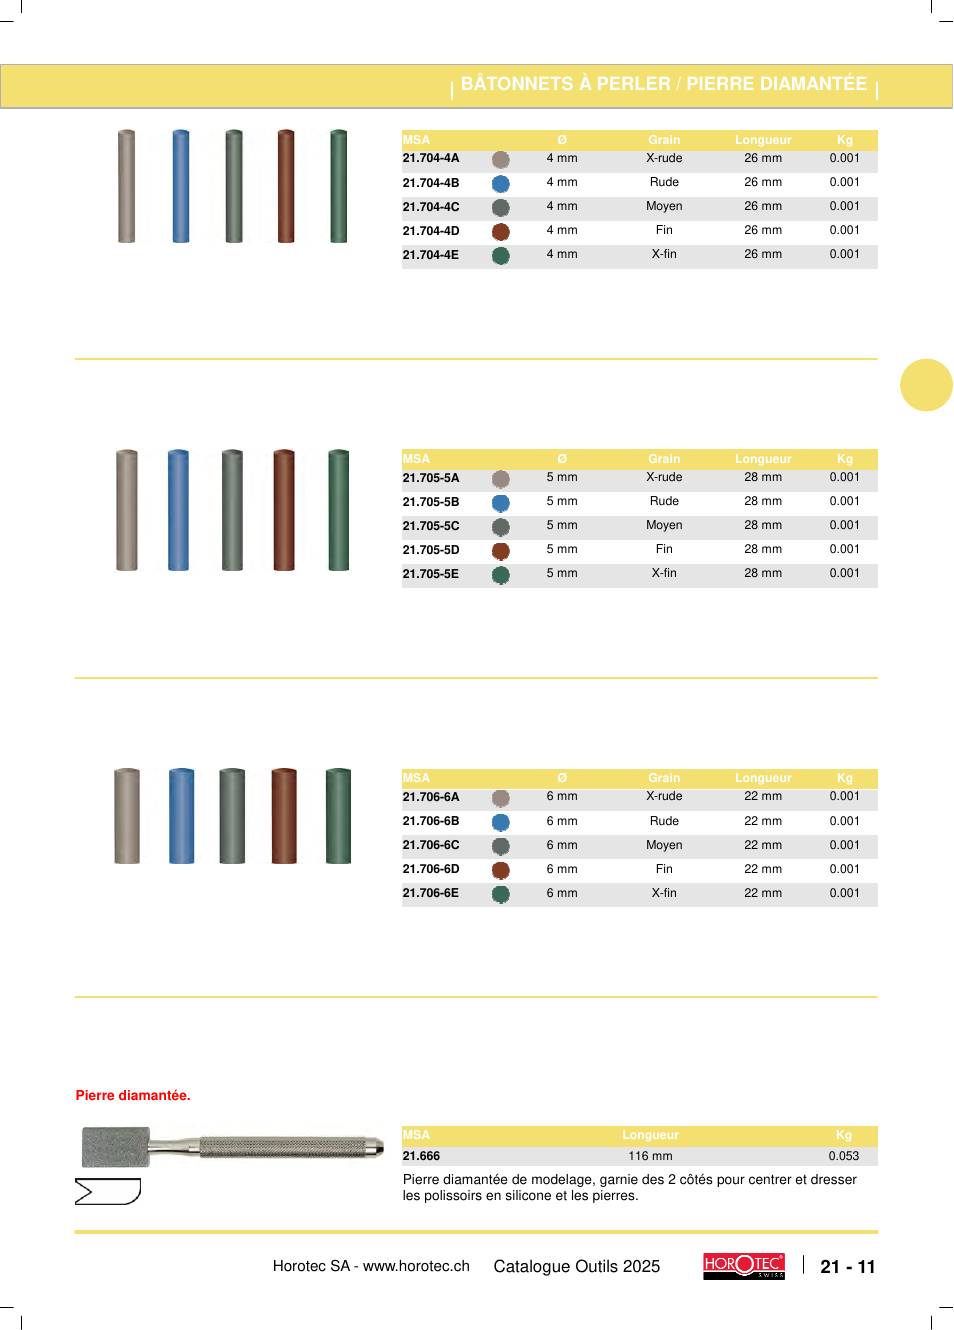 BÂTONNETS À PERLER / PIERRE DIAMANTÉE
MSA Ø Grain Longueur Kg
21.704-4A 4 mm X-rude 26 mm 0.001
21.704-4B 4 mm Rude 26 mm 0.001
21.704-4C 4 mm Moyen 26 mm 0.001
21.704-4D 4 mm Fin 26 mm 0.001
21.704-4E 4 mm X-fin 26 mm 0.001
MSA Ø Grain Longueur Kg
21.705-5A 5 mm X-rude 28 mm 0.001
21.705-5B 5 mm Rude 28 mm 0.001
21.705-5C 5 mm Moyen 28 mm 0.001
21.705-5D 5 mm Fin 28 mm 0.001
21.705-5E 5 mm X-fin 28 mm 0.001
MSA Ø Grain Longueur Kg
21.706-6A 6 mm X-rude 22 mm 0.001
21.706-6B 6 mm Rude 22 mm 0.001
21.706-6C 6 mm Moyen 22 mm 0.001
21.706-6D 6 mm Fin 22 mm 0.001
21.706-6E 6 mm X-fin 22 mm 0.001
Pierre diamantée.
MSA Longueur Kg
21.666 116 mm 0.053
Pierre diamantée de modelage, garnie des 2 côtés pour centrer et dresser
les polissoirs en silicone et les pierres.
Horotec SA - www.horotec.ch Catalogue Outils 2025 HOROTEC® SWISS 21 - 11